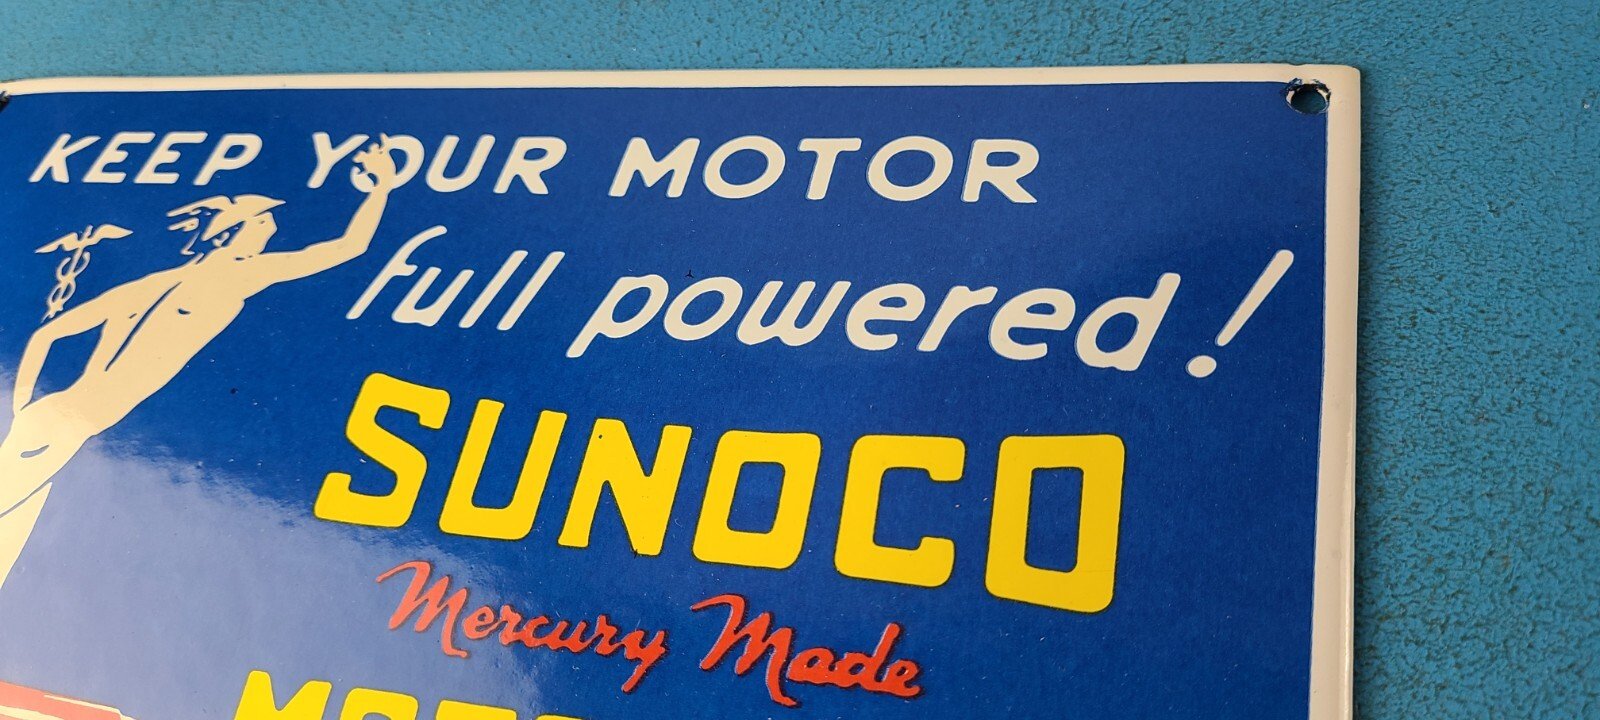 KEEP YOUR MOTOR
full powered!
SUNOCO
Mercury Made